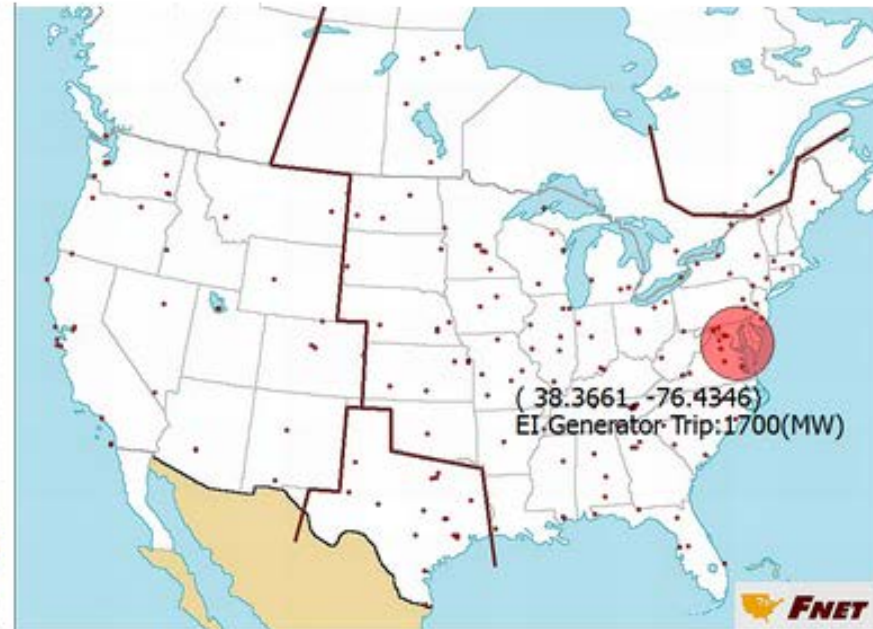 ( 38.3661, -76.4346)
EI Generator Trip:1700(MW)
FNET